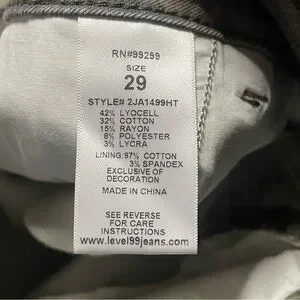 RN#99299
SIZE
29
STYLE# 2JA1499HT
42% LYOCELL
32% COTTON
15% RAYON
8% POLYESTER
3% LYCRA
LINING:97% COTTON
3% SPANDEX
EXCLUSIVE OF
DECORATION
MADE IN CHINA
SEE REVERSE
FOR CARE
INSTRUCTIONS
www.level99jeans.com